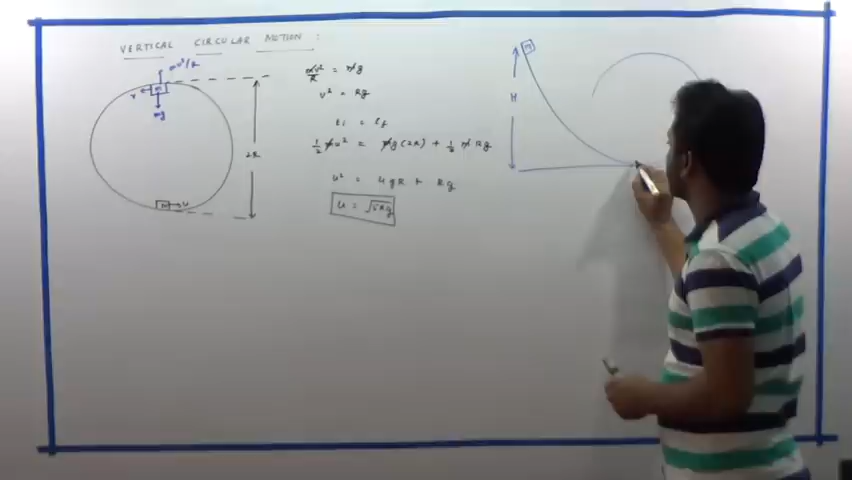 VERTICAL CIRCULAR MOTION :
mv²/R
v
m
mg
2R
M → u
mv²/R = mg
v² = Rg
Ei = Ef
1/2 mu² = mg(2R) + 1/2 m Rg
u² = 4gR + Rg
u = √5Rg
m
H